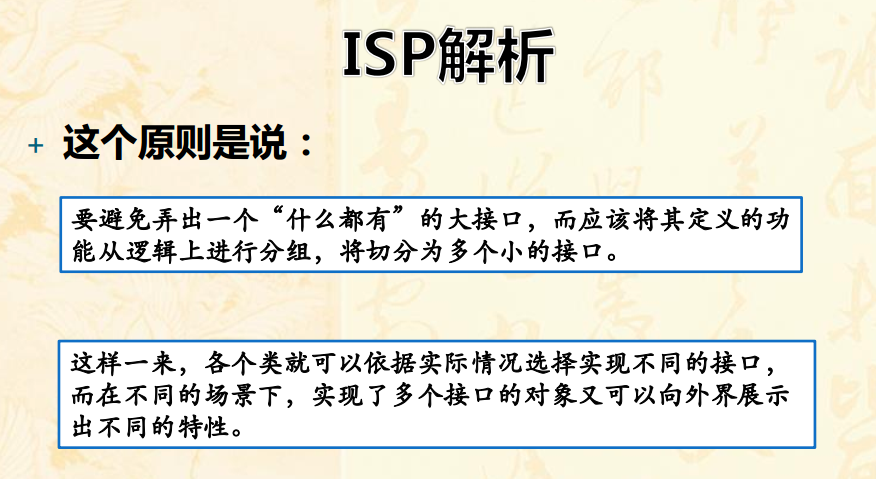 ISP解析
+ 这个原则是说：
要避免弄出一个“什么都有”的大接口，而应该将其定义的功
能从逻辑上进行分组，将切分为多个小的接口。
这样一来，各个类就可以依据实际情况选择实现不同的接口，
而在不同的场景下，实现了多个接口的对象又可以向外界展示
出不同的特性。